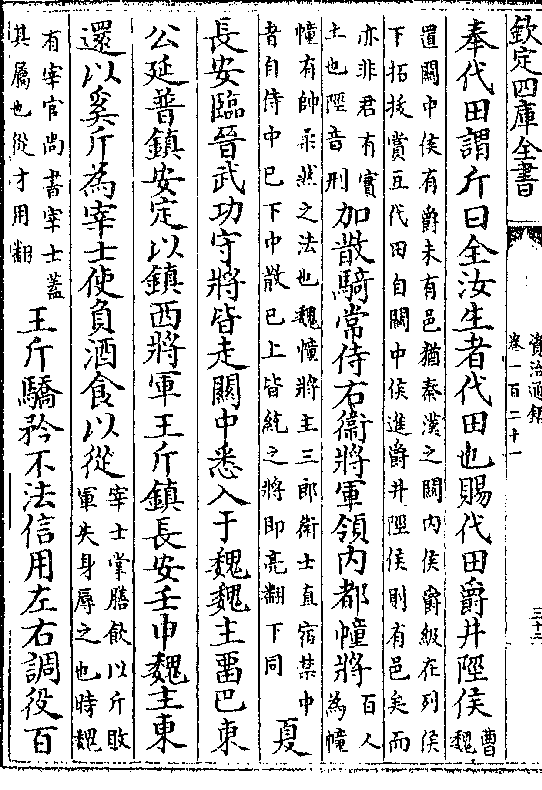 欽定四庫全書
資治通鑑
卷一百二十一
三十二
奉代田謂斤曰全汝生者代田也賜代田爵井陘侯曹魏
置關中侯有爵未有邑猶秦漢之關內侯爵級在列侯
下拓拔賞豆代田自關中侯進爵井陘侯則有邑矣而
亦非君有實
土也陘音刑加散騎常侍右衛將軍領內都幢將百人為幢
幢有帥柔然之法也魏幢將主三郎衛士直宿禁中
者自侍中已下中散已上皆統之將即亮翻下同夏
長安臨晉武功守將皆走關中悉入于魏魏主留巴東
公延普鎮安定以鎮西將軍王斤鎮長安壬申魏主東
還以奚斤為宰士使負酒食以從宰士掌膳飲以斤敗
軍失身辱之也時魏
有宰官尚書宰士蓋
其屬也從才用翻王斤驕矜不法信用左右調役百